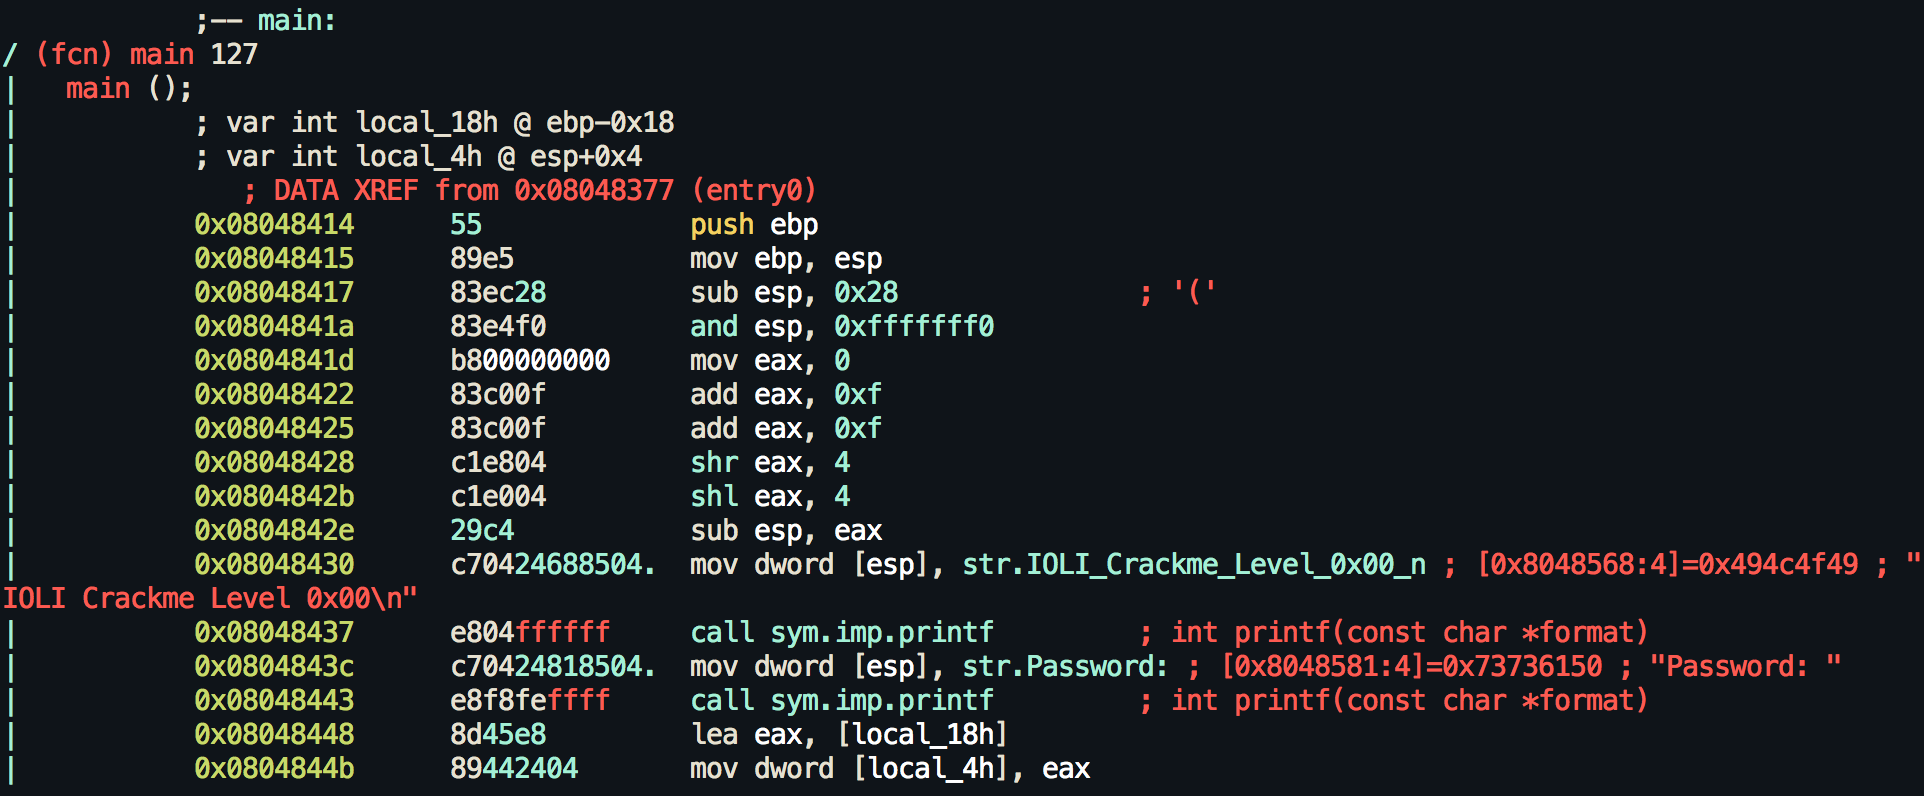 ;-- main:
/ (fcn) main 127
|   main ();
|           ; var int local_18h @ ebp-0x18
|           ; var int local_4h @ esp+0x4
|              ; DATA XREF from 0x08048377 (entry0)
|           0x08048414      55             push ebp
|           0x08048415      89e5           mov ebp, esp
|           0x08048417      83ec28         sub esp, 0x28               ; '('
|           0x0804841a      83e4f0         and esp, 0xfffffff0
|           0x0804841d      b800000000     mov eax, 0
|           0x08048422      83c00f         add eax, 0xf
|           0x08048425      83c00f         add eax, 0xf
|           0x08048428      c1e804         shr eax, 4
|           0x0804842b      c1e004         shl eax, 4
|           0x0804842e      29c4           sub esp, eax
|           0x08048430      c70424688504.  mov dword [esp], str.IOLI_Crackme_Level_0x00_n ; [0x8048568:4]=0x494c4f49 ; "
IOLI Crackme Level 0x00\n"
|           0x08048437      e804ffffff     call sym.imp.printf         ; int printf(const char *format)
|           0x0804843c      c70424818504.  mov dword [esp], str.Password: ; [0x8048581:4]=0x73736150 ; "Password: "
|           0x08048443      e8f8feffff     call sym.imp.printf         ; int printf(const char *format)
|           0x08048448      8d45e8         lea eax, [local_18h]
|           0x0804844b      89442404       mov dword [local_4h], eax